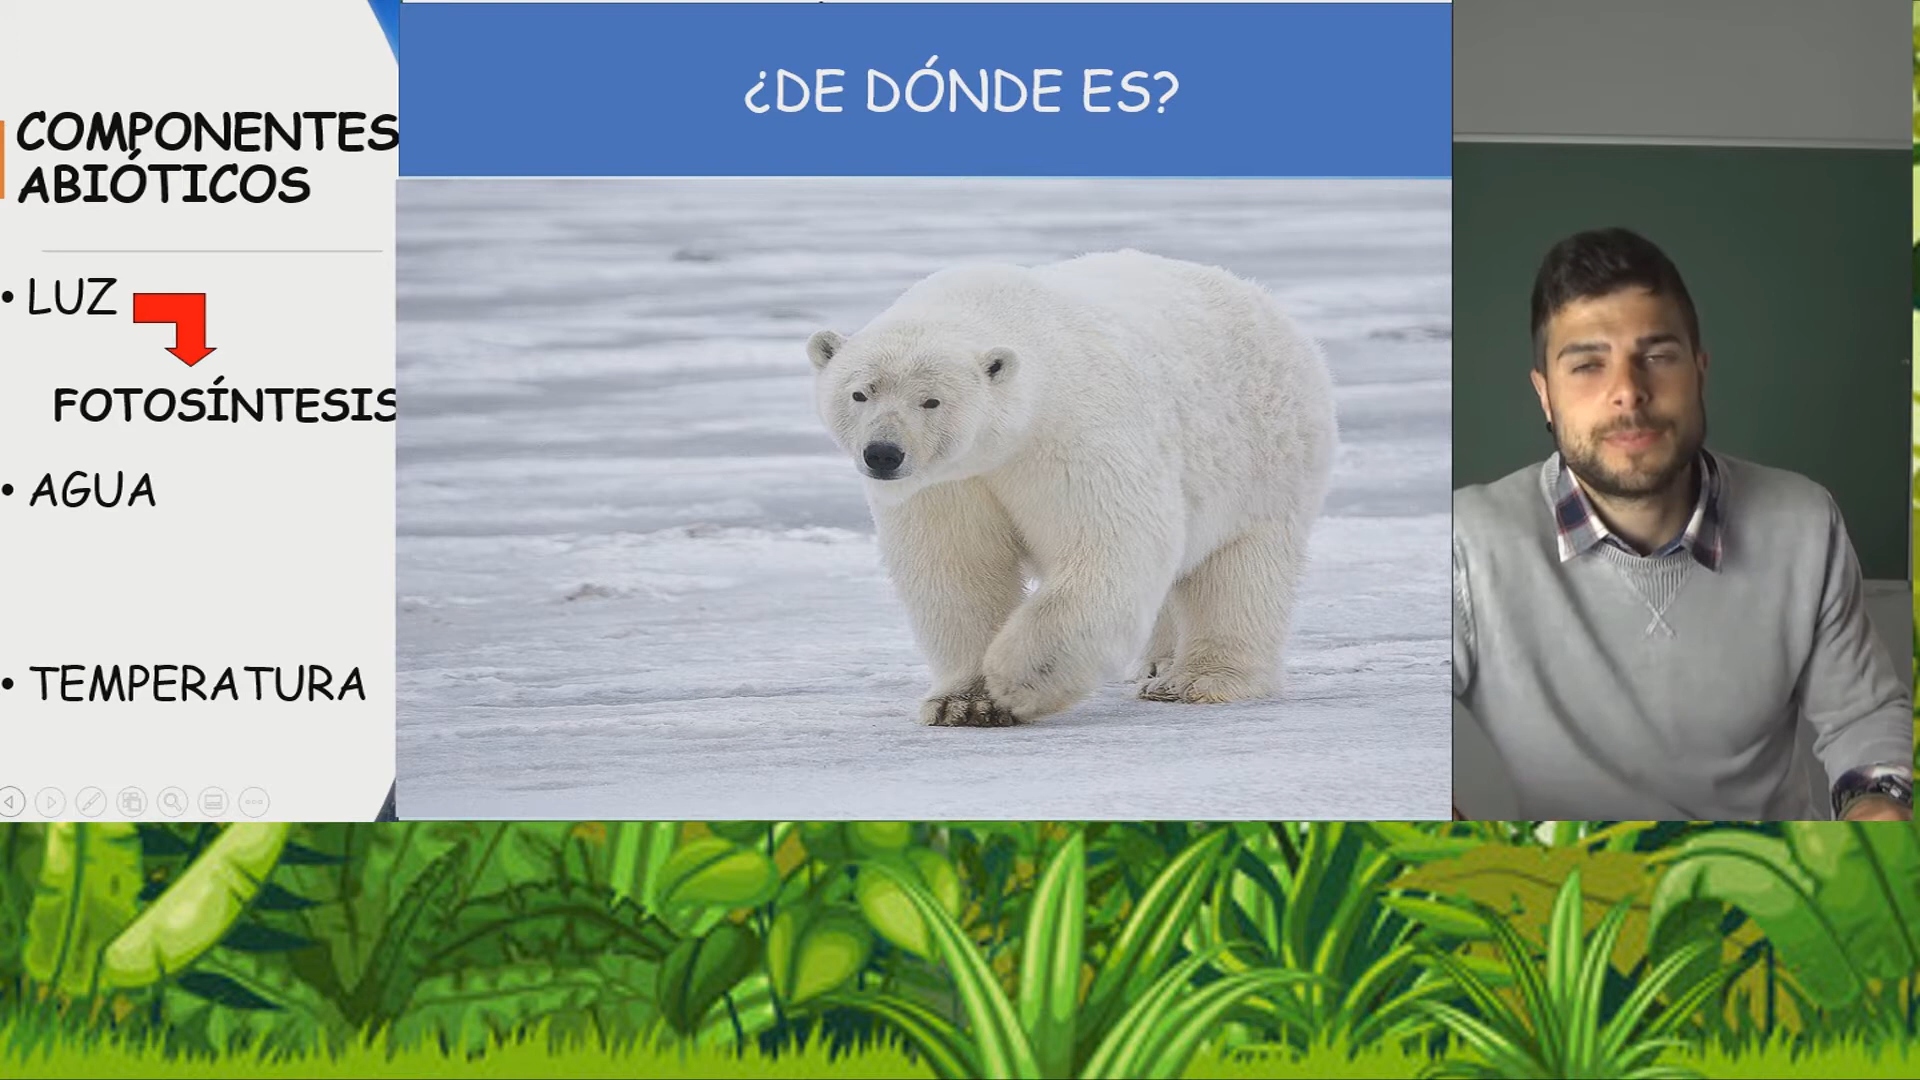 COMPONENTES
ABIÓTICOS
• LUZ
FOTOSÍNTESIS
• AGUA
• TEMPERATURA
¿DE DÓNDE ES?